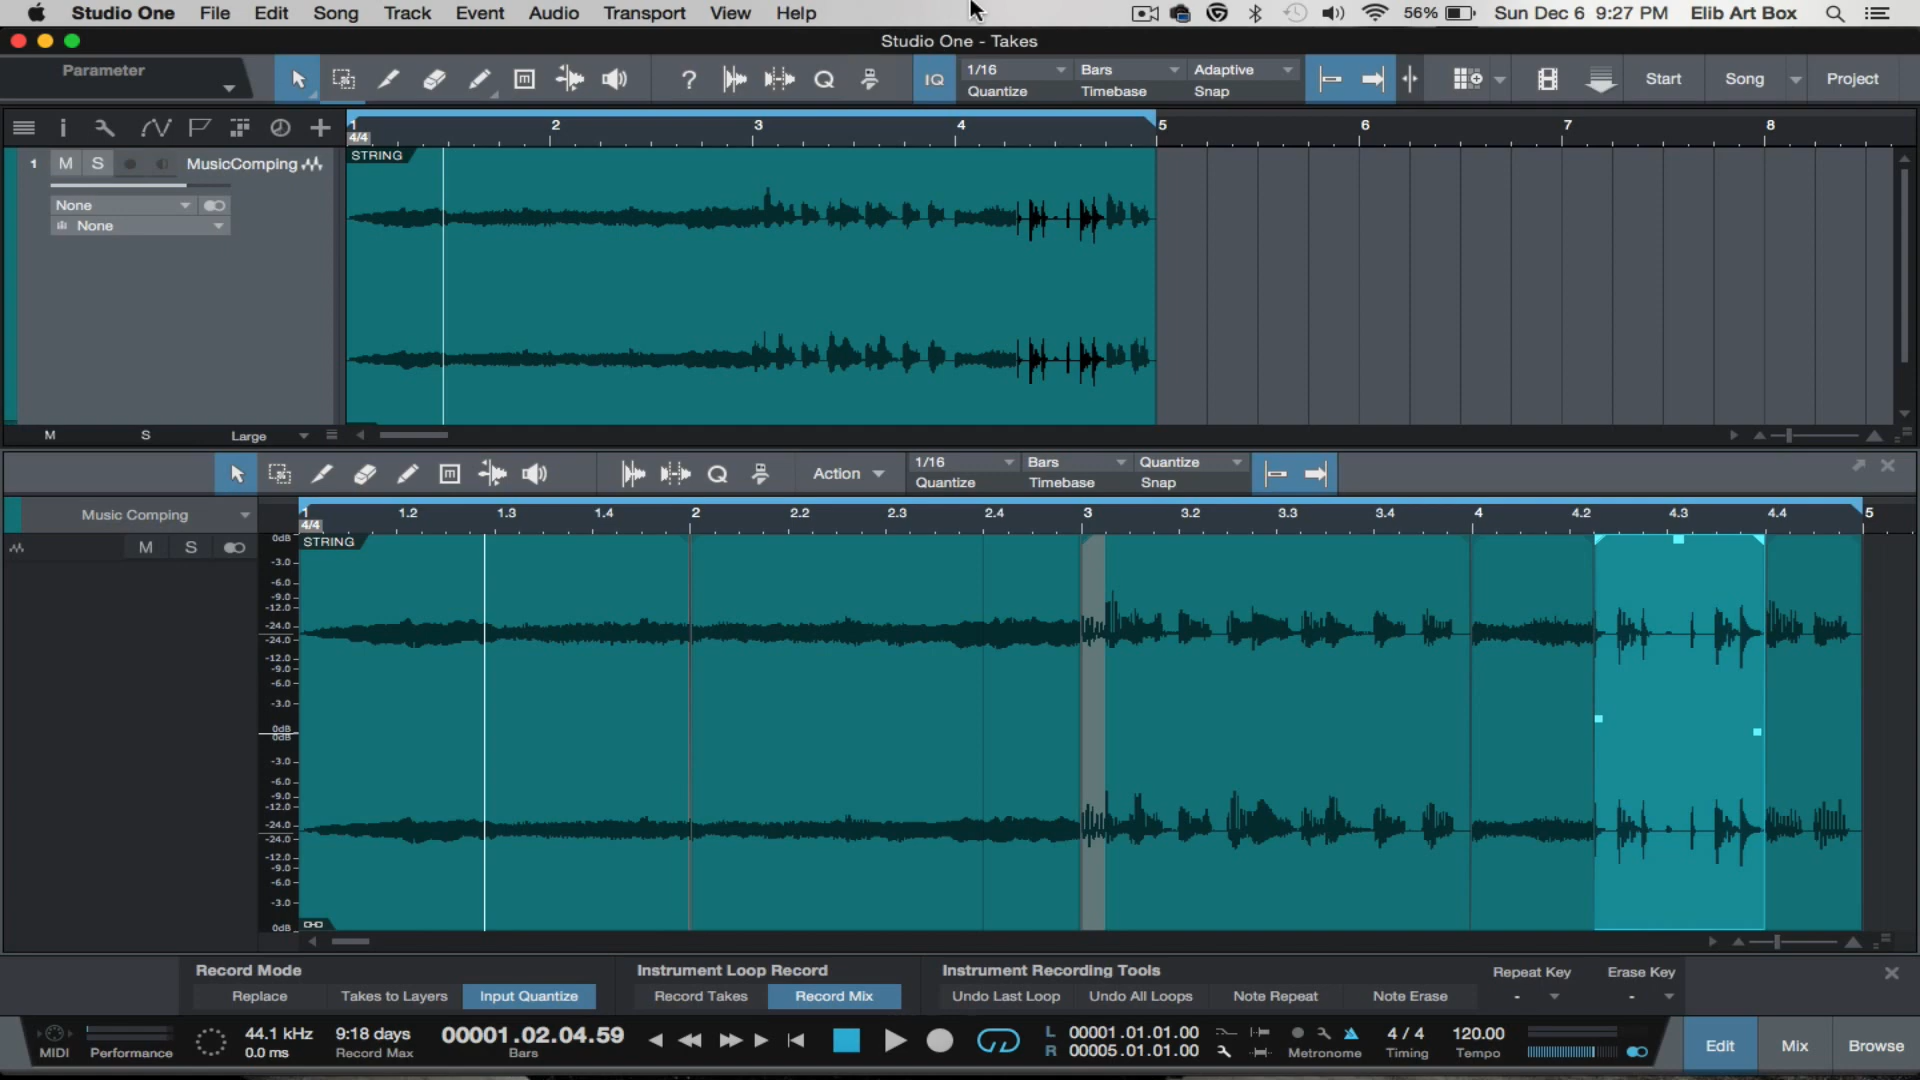 Studio One File Edit Song Track Event Audio Transport View Help 56% Sun Dec 6 9:27 PM Elib Art Box
Studio One - Takes
Parameter
? IQ 1/16 Bars Adaptive Start Song Project
Quantize Timebase Snap
1 2 3 4 5 6 7 8
4/4
STRING
1 M S MusicComping
None
None
M S Large
Action 1/16 Bars Quantize
Quantize Timebase Snap
Music Comping
1 1.2 1.3 1.4 2 2.2 2.3 2.4 3 3.2 3.3 3.4 4 4.2 4.3 4.4 5
4/4
STRING
M S
0dB
-3.0
-6.0
-9.0
-12.0
-24.0
-24.0
-12.0
-9.0
-6.0
-3.0
0dB
0dB
-3.0
-6.0
-9.0
-12.0
-24.0
-24.0
-12.0
-9.0
-6.0
-3.0
0dB
Record Mode Instrument Loop Record Instrument Recording Tools Repeat Key Erase Key
Replace Takes to Layers Input Quantize Record Takes Record Mix Undo Last Loop Undo All Loops Note Repeat Note Erase - -
MIDI Performance 44.1 kHz 9:18 days 00001.02.04.59 L 00001.01.01.00 4 / 4 120.00
0.0 ms Record Max Bars R 00005.01.01.00 Metronome Timing Tempo Edit Mix Browse